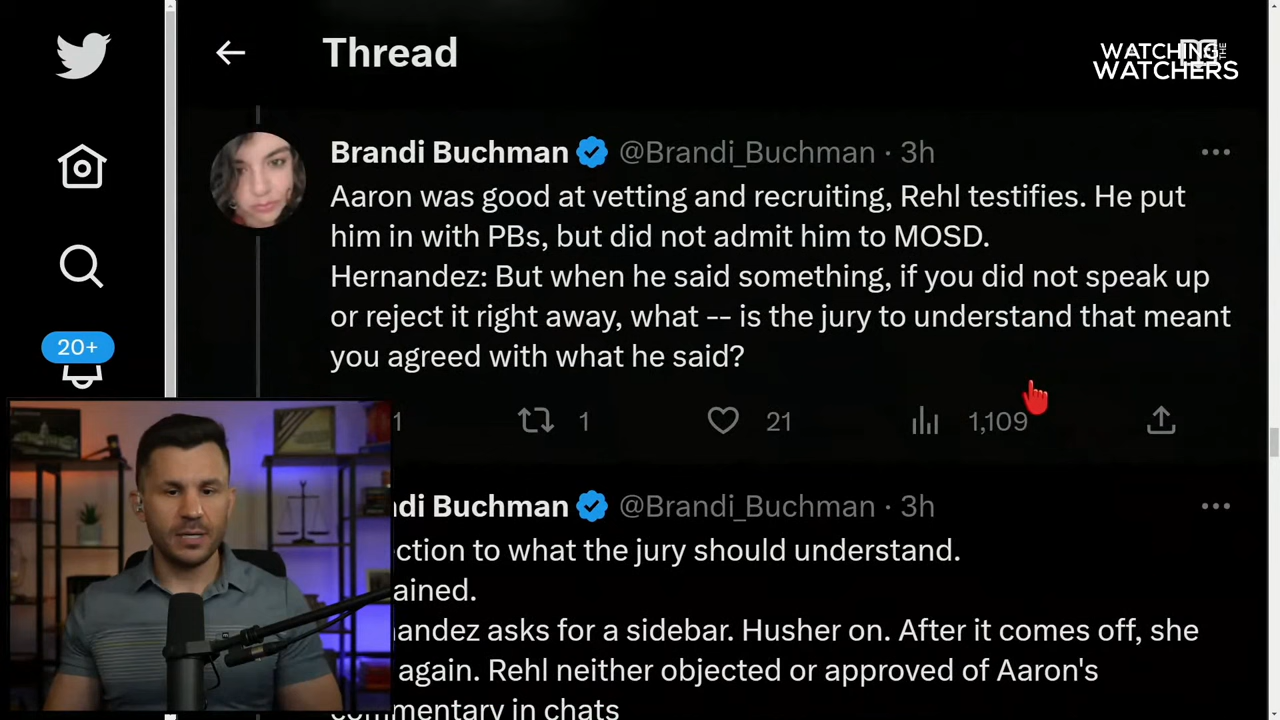 Thread
WATCHING THE
WATCHERS
Brandi Buchman @Brandi_Buchman · 3h
Aaron was good at vetting and recruiting, Rehl testifies. He put
him in with PBs, but did not admit him to MOSD.
Hernandez: But when he said something, if you did not speak up
or reject it right away, what -- is the jury to understand that meant
you agreed with what he said?
20+
1 1 21 1,109
di Buchman @Brandi_Buchman · 3h
ction to what the jury should understand.
ained.
andez asks for a sidebar. Husher on. After it comes off, she
again. Rehl neither objected or approved of Aaron's
commentary in chats